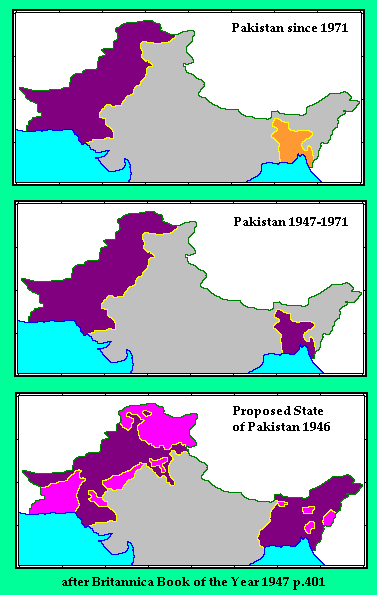 Pakistan since 1971
Pakistan 1947-1971
Proposed State
of Pakistan 1946
after Britannica Book of the Year 1947 p.401